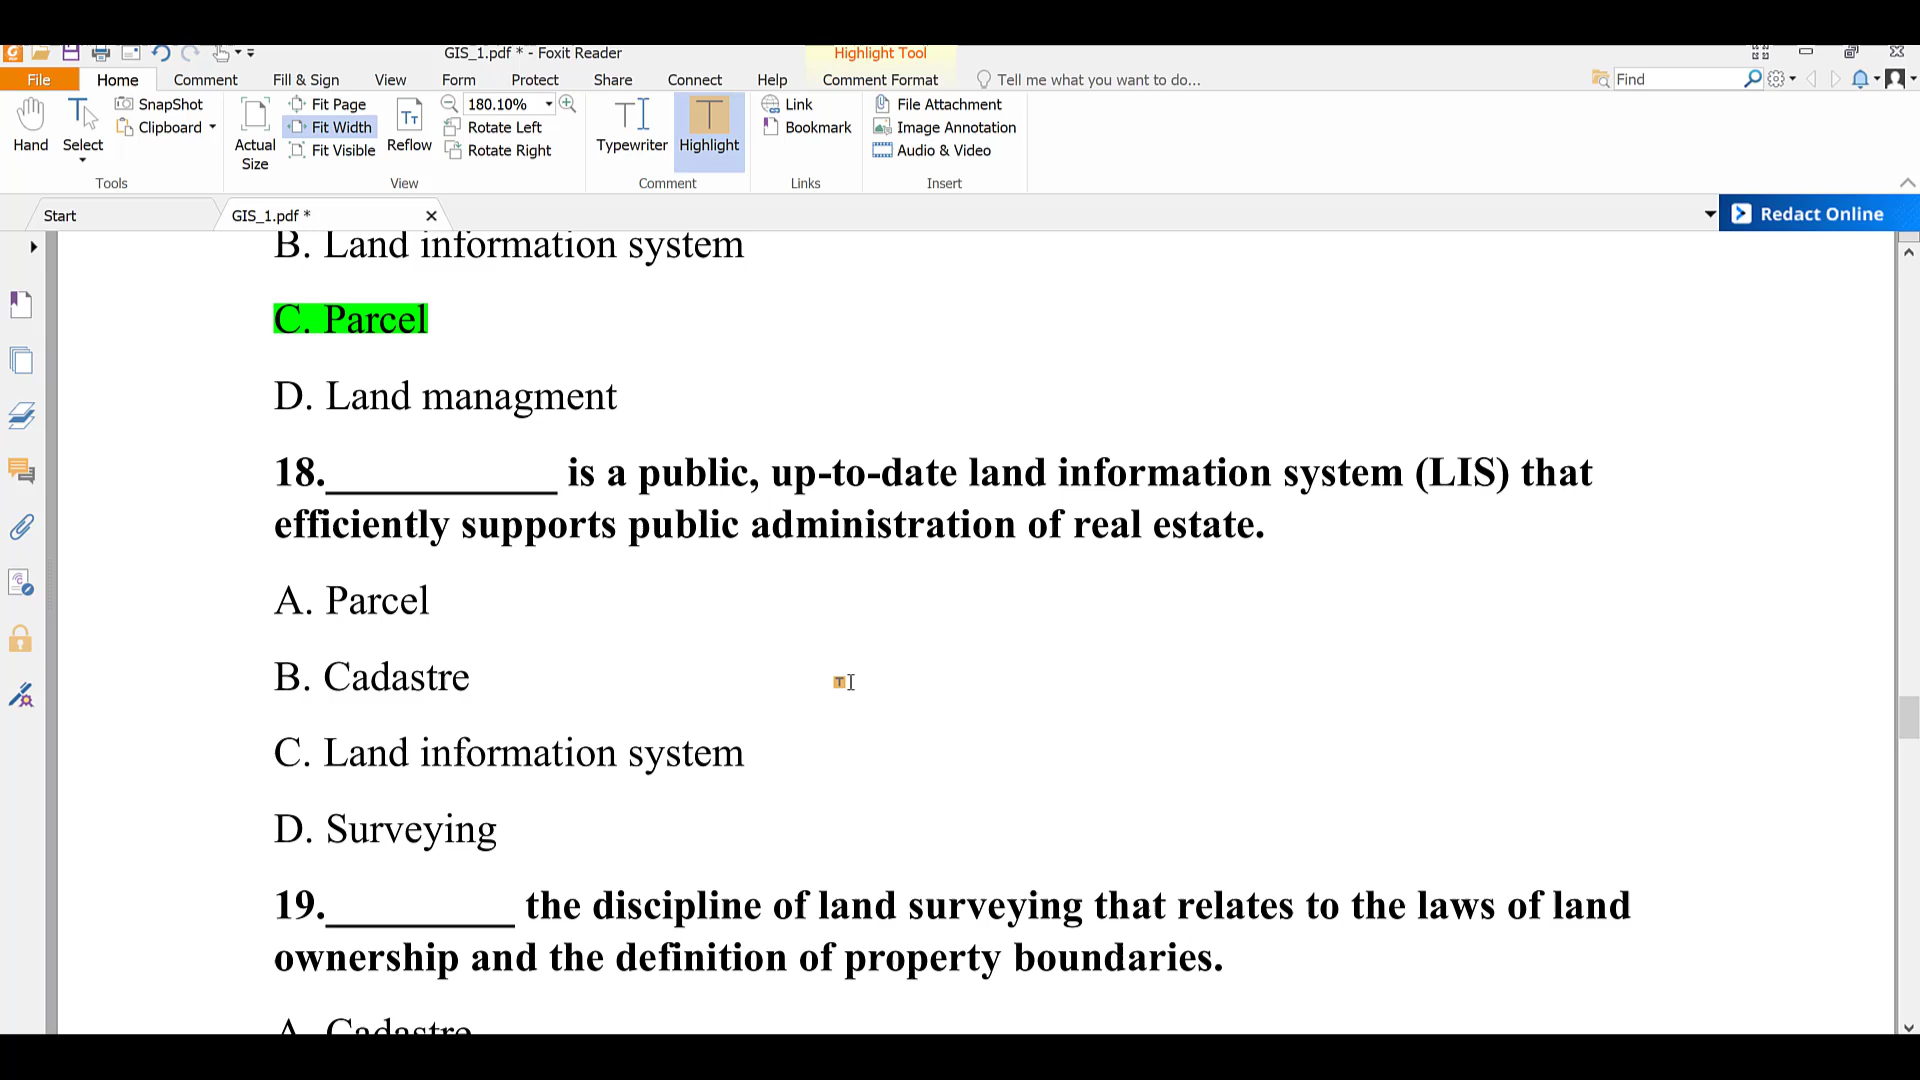 GIS_1.pdf * - Foxit Reader
Highlight Tool
File Home Comment Fill & Sign View Form Protect Share Connect Help Comment Format Tell me what you want to do... Find
Hand
Select
SnapShot
Clipboard
Tools
Actual Size
Fit Page
Fit Width
Fit Visible
Reflow
180.10%
Rotate Left
Rotate Right
View
Typewriter
Highlight
Comment
Link
Bookmark
Links
File Attachment
Image Annotation
Audio & Video
Insert
Start GIS_1.pdf * Redact Online
B. Land information system
C. Parcel
D. Land managment
18.___________ is a public, up-to-date land information system (LIS) that
efficiently supports public administration of real estate.
A. Parcel
B. Cadastre
C. Land information system
D. Surveying
19._________ the discipline of land surveying that relates to the laws of land
ownership and the definition of property boundaries.
A. Cadastre